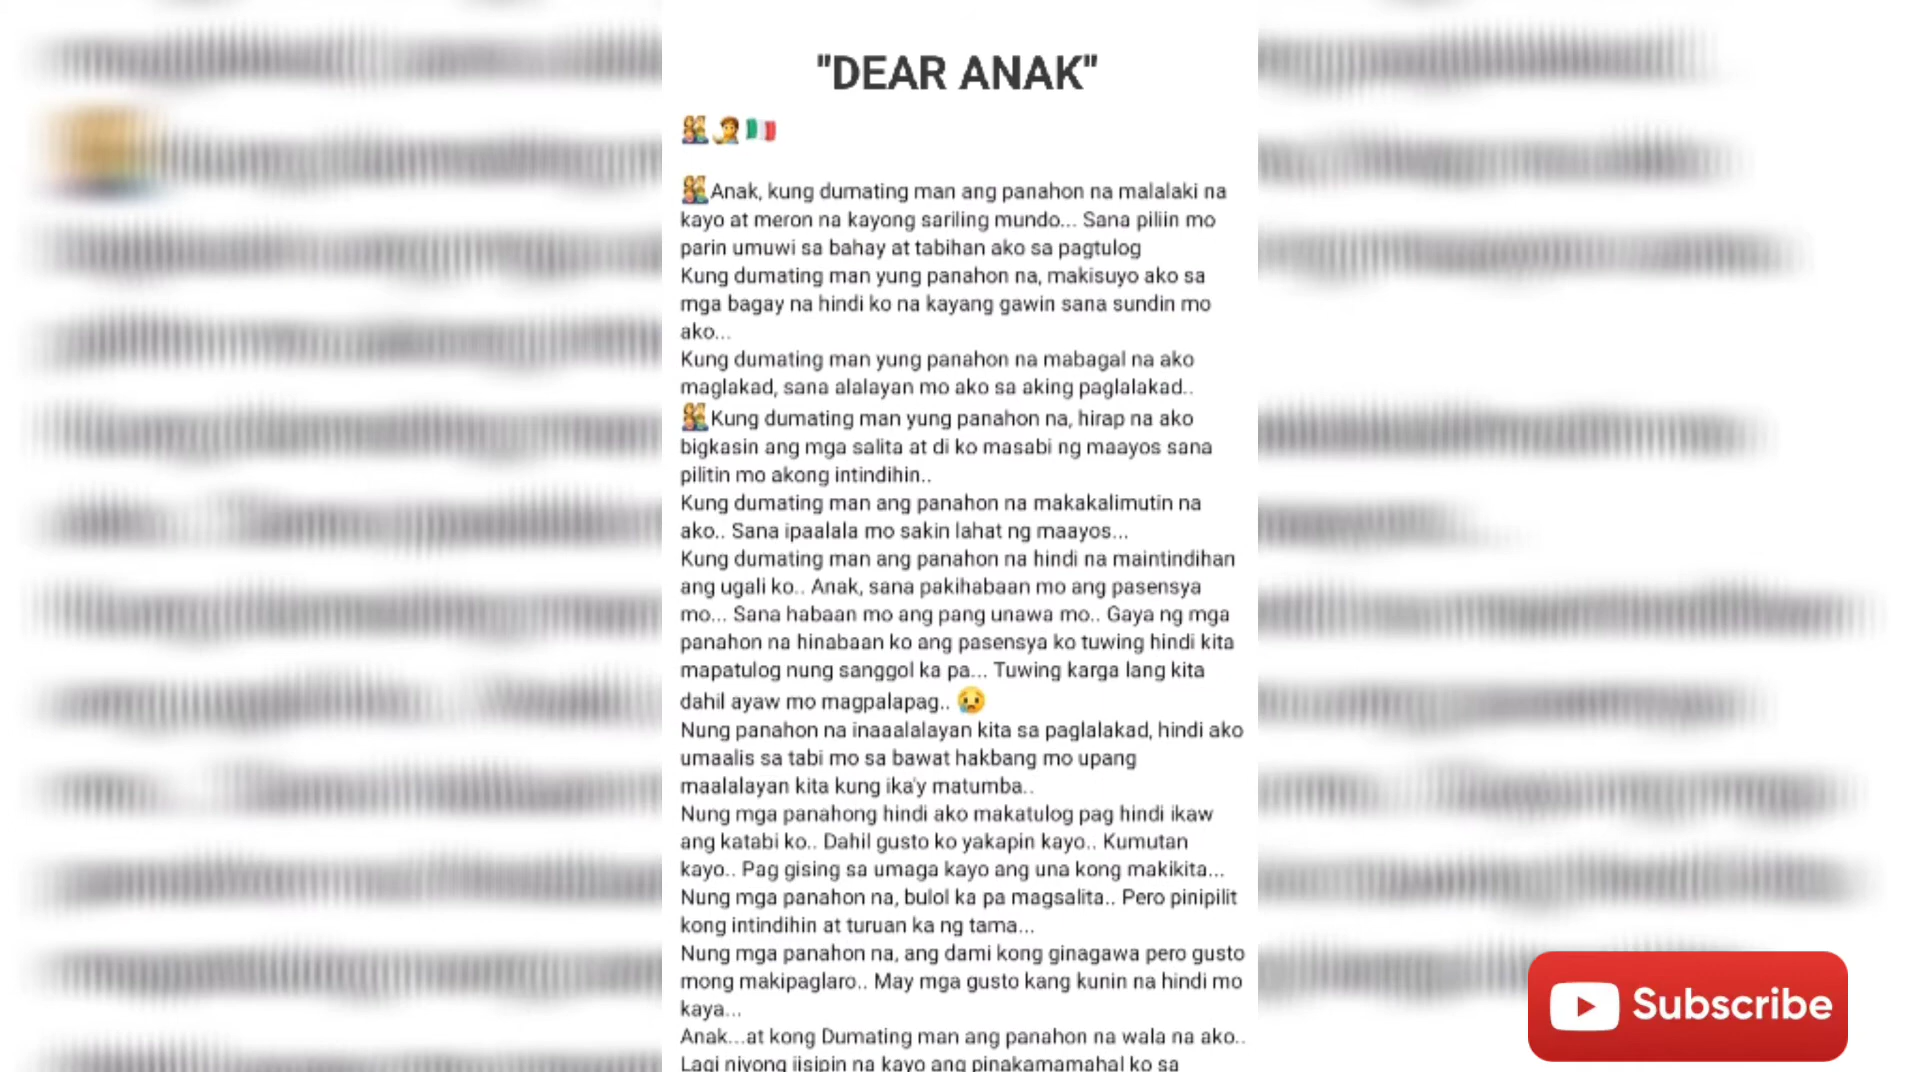 "DEAR ANAK"
Anak, kung dumating man ang panahon na malalaki na
kayo at meron na kayong sariling mundo... Sana piliin mo
parin umuwi sa bahay at tabihan ako sa pagtulog
Kung dumating man yung panahon na, makisuyo ako sa
mga bagay na hindi ko na kayang gawin sana sundin mo
ako...
Kung dumating man yung panahon na mabagal na ako
maglakad, sana alalayan mo ako sa aking paglalakad..
Kung dumating man yung panahon na, hirap na ako
bigkasin ang mga salita at di ko masabi ng maayos sana
pilitin mo akong intindihin..
Kung dumating man ang panahon na makakalimutin na
ako.. Sana ipaalala mo sakin lahat ng maayos...
Kung dumating man ang panahon na hindi na maintindihan
ang ugali ko.. Anak, sana pakihabaan mo ang pasensya
mo... Sana habaan mo ang pang unawa mo.. Gaya ng mga
panahon na hinabaan ko ang pasensya ko tuwing hindi kita
mapatulog nung sanggol ka pa... Tuwing karga lang kita
dahil ayaw mo magpalapag.. 😢
Nung panahon na inaaalalayan kita sa paglalakad, hindi ako
umaalis sa tabi mo sa bawat hakbang mo upang
maalalayan kita kung ika'y matumba..
Nung mga panahong hindi ako makatulog pag hindi ikaw
ang katabi ko.. Dahil gusto ko yakapin kayo.. Kumutan
kayo.. Pag gising sa umaga kayo ang una kong makikita...
Nung mga panahon na, bulol ka pa magsalita.. Pero pinipilit
kong intindihin at turuan ka ng tama...
Nung mga panahon na, ang dami kong ginagawa pero gusto
mong makipaglaro.. May mga gusto kang kunin na hindi mo
kaya...
Anak...at kong Dumating man ang panahon na wala na ako..
Lagi niyong iisipin na kayo ang pinakamamahal ko sa
Subscribe